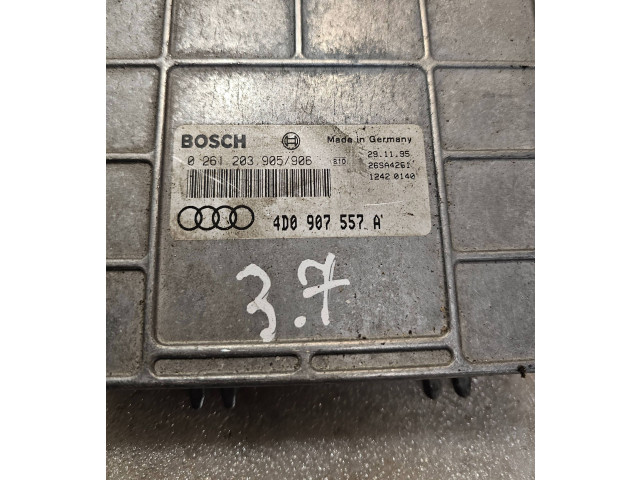 BOSCH Made in Germany
0 261 203 905/906 29.11.95
26SA4261
1242 0140
4D0 907 557 A
3.7